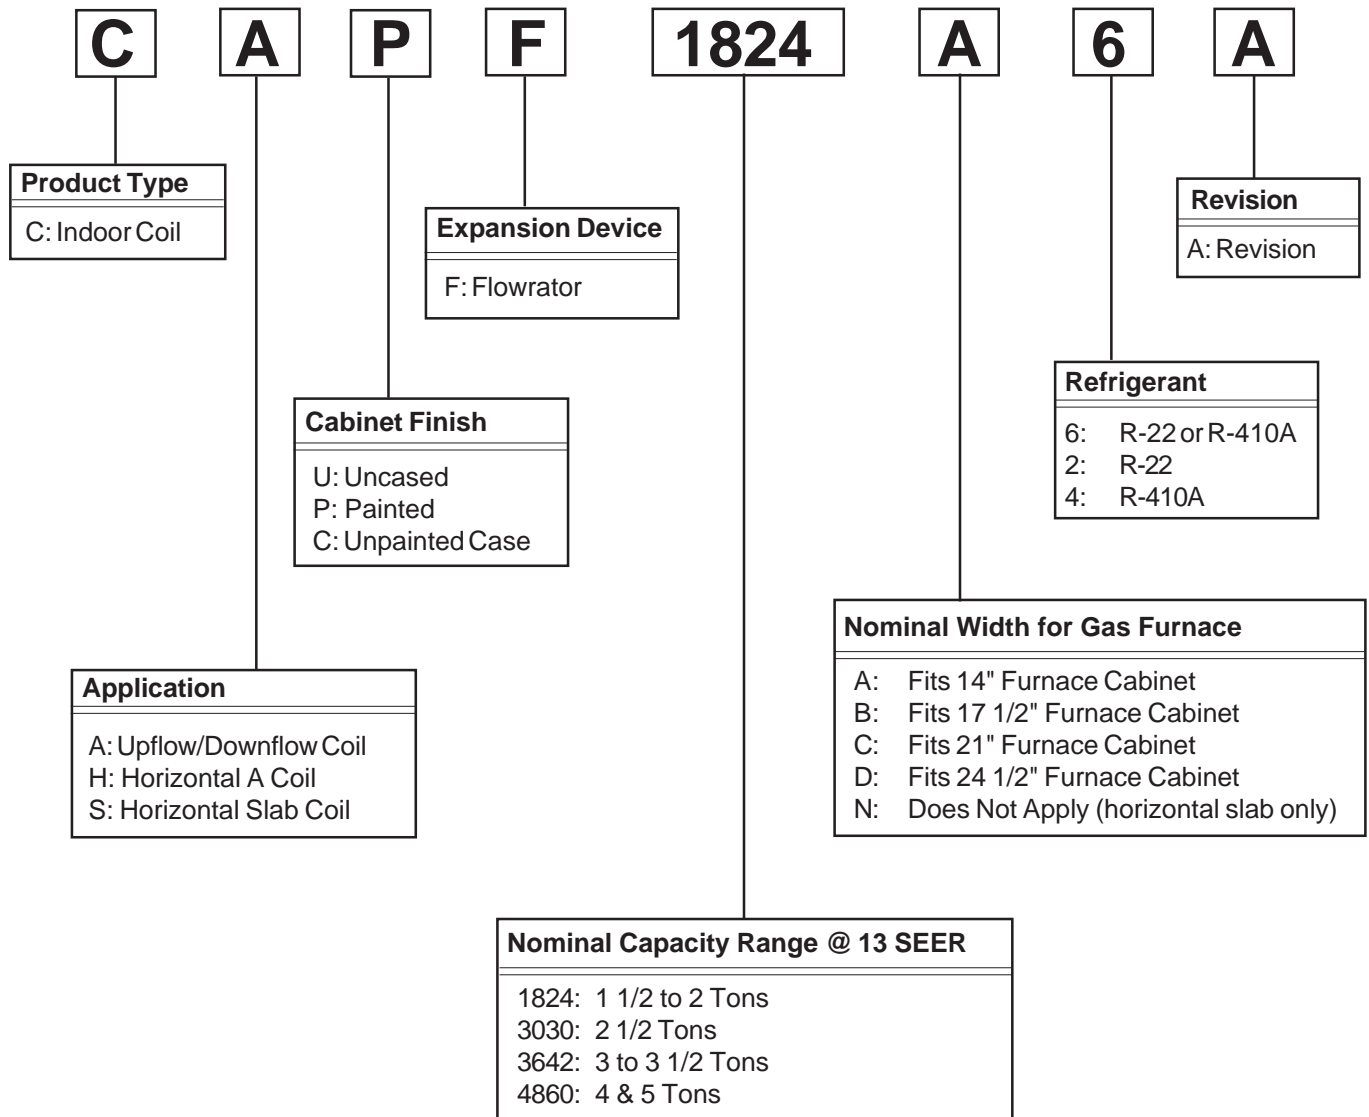 C A P F 1824 A 6 A
Product Type
C: Indoor Coil
Expansion Device
F: Flowrator
Revision
A: Revision
Cabinet Finish
U: Uncased
P: Painted
C: Unpainted Case
Refrigerant
6: R-22 or R-410A
2: R-22
4: R-410A
Application
A: Upflow/Downflow Coil
H: Horizontal A Coil
S: Horizontal Slab Coil
Nominal Width for Gas Furnace
A: Fits 14" Furnace Cabinet
B: Fits 17 1/2" Furnace Cabinet
C: Fits 21" Furnace Cabinet
D: Fits 24 1/2" Furnace Cabinet
N: Does Not Apply (horizontal slab only)
Nominal Capacity Range @ 13 SEER
1824: 1 1/2 to 2 Tons
3030: 2 1/2 Tons
3642: 3 to 3 1/2 Tons
4860: 4 & 5 Tons